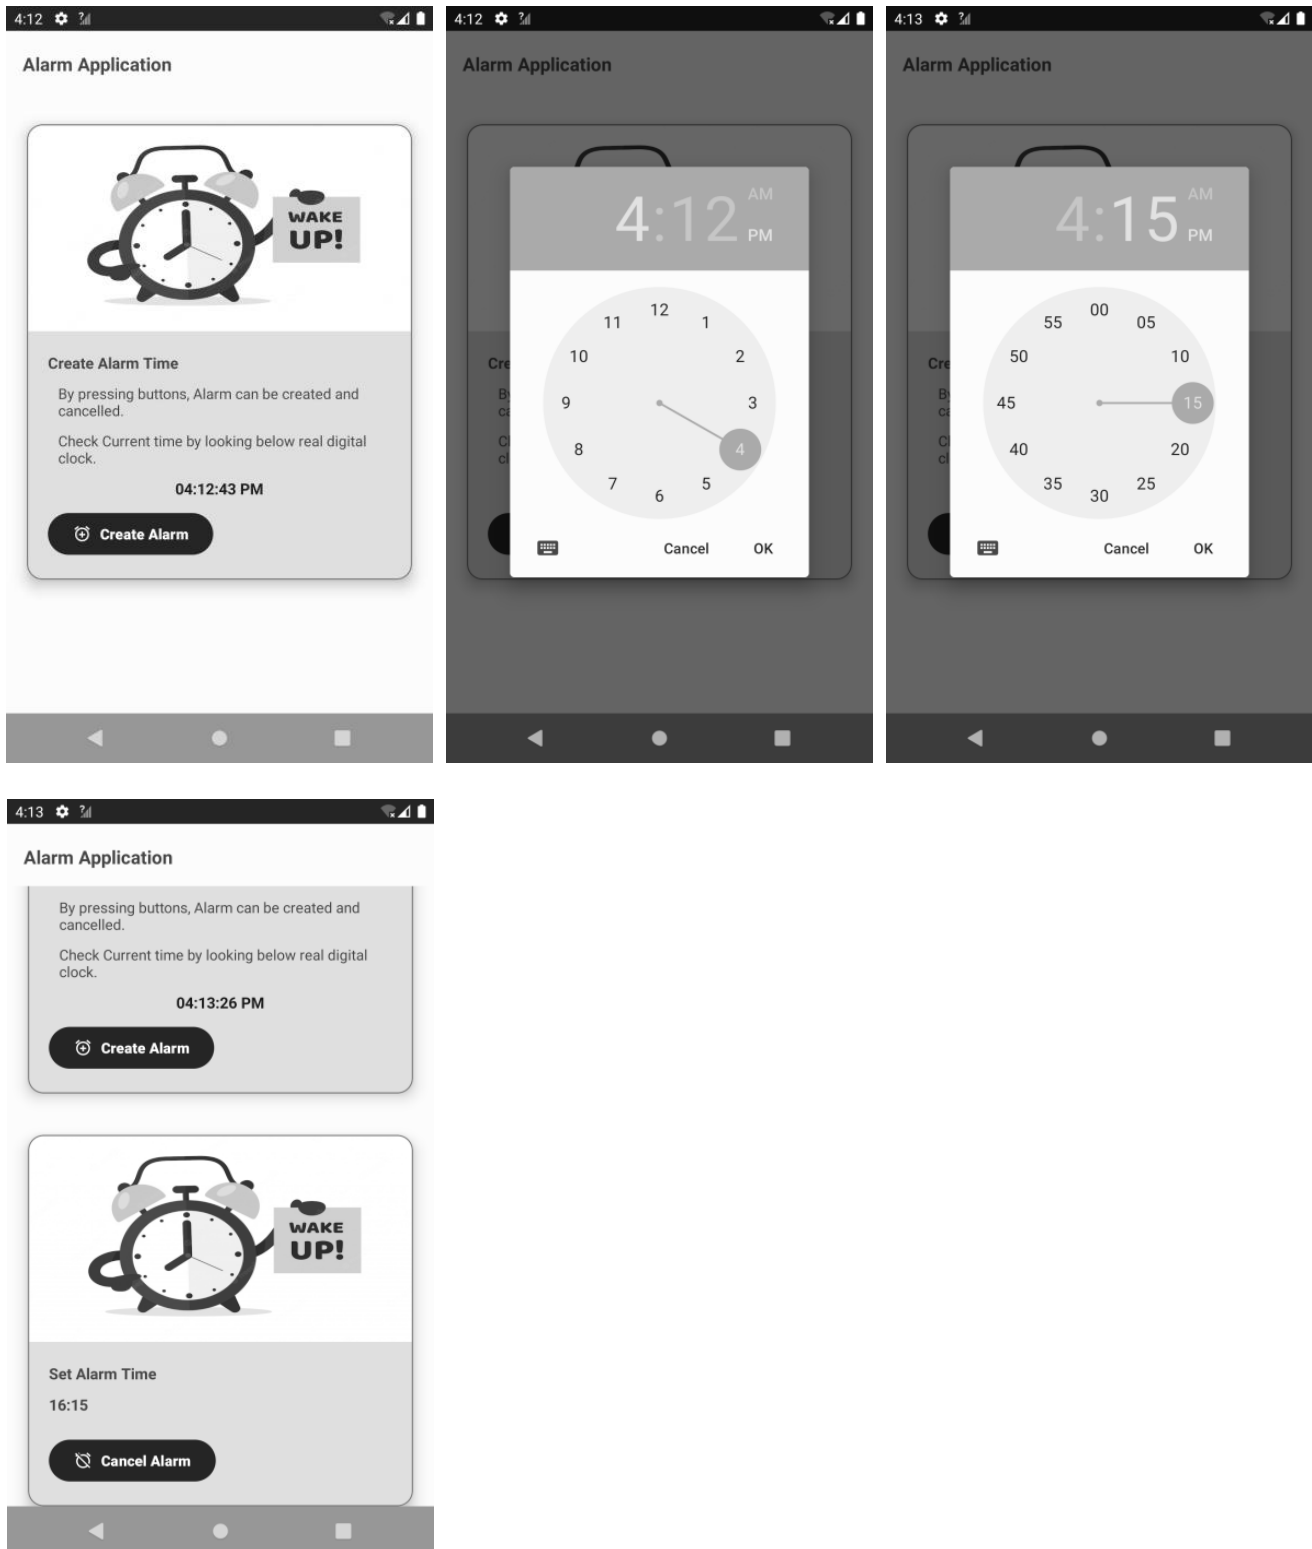 4:12
Alarm Application
WAKE
UP!
Create Alarm Time
By pressing buttons, Alarm can be created and
cancelled.
Check Current time by looking below real digital
clock.
04:12:43 PM
Create Alarm
4:12
Alarm Application
4:12
AM
PM
12
1
2
3
4
5
6
7
8
9
10
11
Cre
B
ca
C
cl
Cancel OK
4:13
Alarm Application
4:15
AM
PM
00
05
10
15
20
25
30
35
40
45
50
55
Cre
B
ca
C
cl
Cancel OK
4:13
Alarm Application
By pressing buttons, Alarm can be created and
cancelled.
Check Current time by looking below real digital
clock.
04:13:26 PM
Create Alarm
WAKE
UP!
Set Alarm Time
16:15
Cancel Alarm